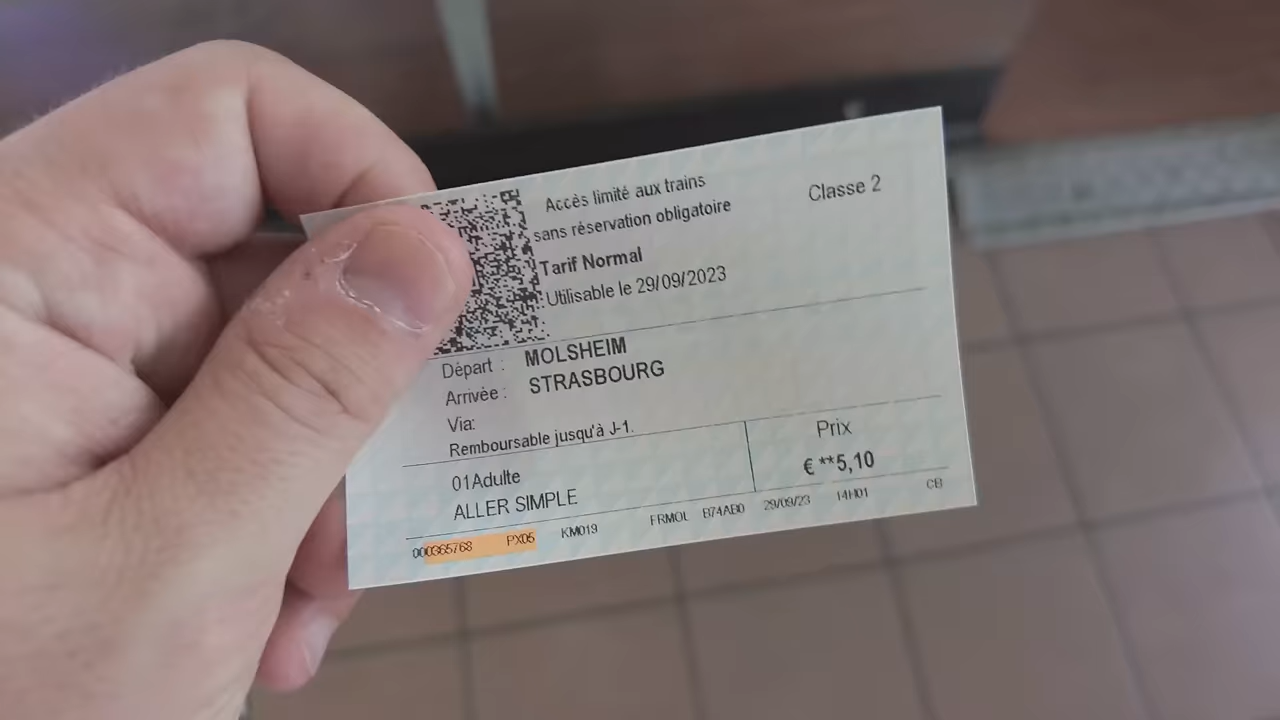 Accès limité aux trains
sans réservation obligatoire
Classe 2
Tarif Normal
Utilisable le 29/09/2023
Départ : MOLSHEIM
Arrivée : STRASBOURG
Via:
Remboursable jusqu'à J-1.
01Adulte
ALLER SIMPLE
Prix
€ **5,10
000365768 PX05 KM019 FRMOL B74AB0 29/09/23 14H01 CB